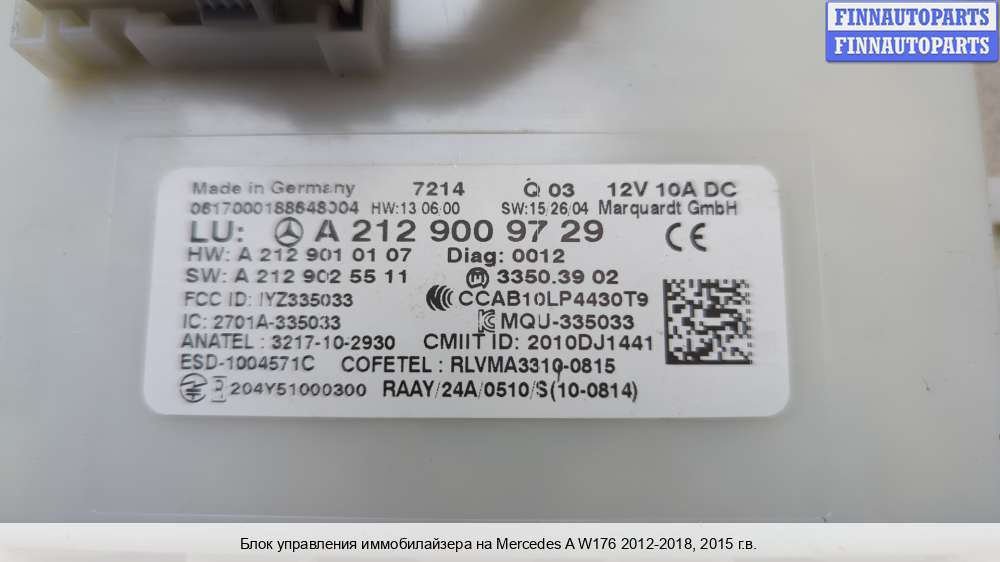 FINNAUTOPARTS
FINNAUTOPARTS
Made in Germany 7214 Q 03 12V 10A DC
0617000188648004 HW:13 06/00 SW:15/26/04 Marquardt GmbH
LU: A 212 900 97 29 CE
HW: A 212 901 01 07 Diag: 0012
SW: A 212 902 55 11 3350.3902
FCC ID: IYZ335033 CCAB10LP4430T9
IC: 2701A-335033 MQU-335033
ANATEL : 3217-10-2930 CMIIT ID: 2010DJ1441
ESD-1004571C COFETEL : RLVMA3310-0815
204Y51000300 RAAY/24A/0510/S(10-0814)
Блок управления иммобилайзера на Mercedes A W176 2012-2018, 2015 г.в.